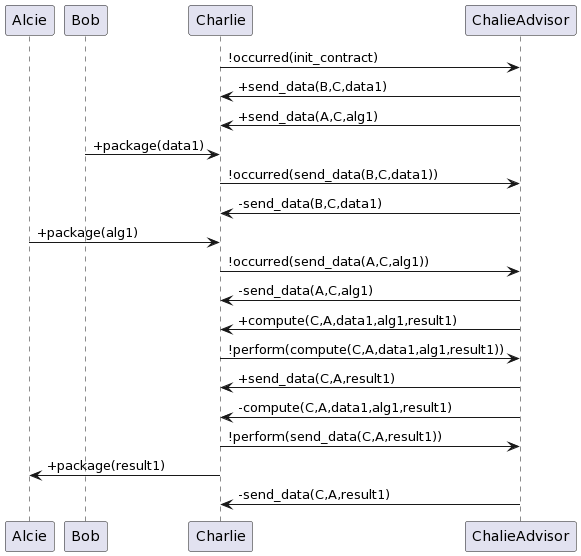 Alcie Bob Charlie ChalieAdvisor
!occurred(init_contract)
+send_data(B,C,data1)
+send_data(A,C,alg1)
+package(data1)
!occurred(send_data(B,C,data1))
-send_data(B,C,data1)
+package(alg1)
!occurred(send_data(A,C,alg1))
-send_data(A,C,alg1)
+compute(C,A,data1,alg1,result1)
!perform(compute(C,A,data1,alg1,result1))
+send_data(C,A,result1)
-compute(C,A,data1,alg1,result1)
!perform(send_data(C,A,result1))
+package(result1)
-send_data(C,A,result1)
Alcie Bob Charlie ChalieAdvisor